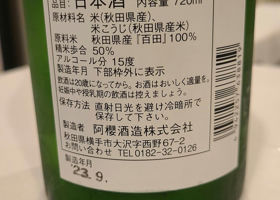 品目: 日本酒 内容量 720ml
原材料名 米(秋田県産)、
米こうじ(秋田県産米)
原料米 秋田県産「百田」100%
精米歩合 50%
アルコール分 15度
製造年月 下部枠外に表示
飲酒は20歳になってから。お酒はおいしく適量を。
妊娠中や授乳期の飲酒は控えましょう。
保存方法 直射日光を避け冷暗所
で保存して下さい。
製造者 阿櫻酒造株式会社
秋田県横手市大沢字西野67-2
お問い合わせ TEL 0182-32-0126
製造年月
'23.9.